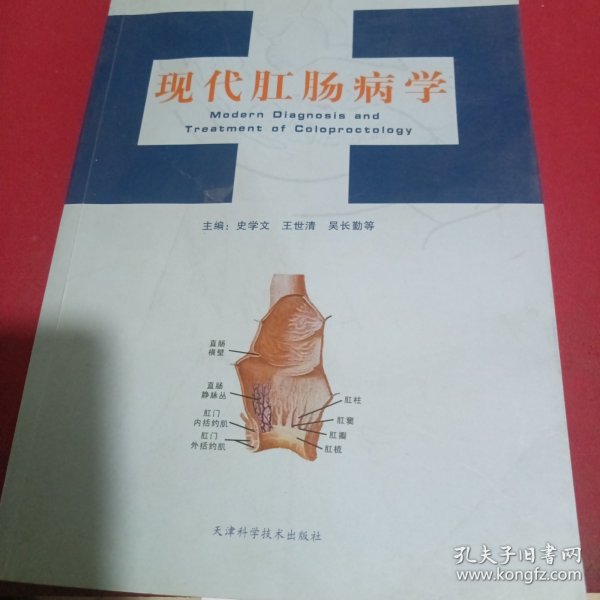 现代肛肠病学
Modern Diagnosis and
Treatment of Coloproctology
主编：史学文 王世清 吴长勤等
直肠
横壁
直肠
静脉丛
肛门
内括约肌
肛门
外括约肌
肛柱
肛窦
肛瓣
肛梳
天津科学技术出版社
孔夫子旧书网
www.kongfz.com